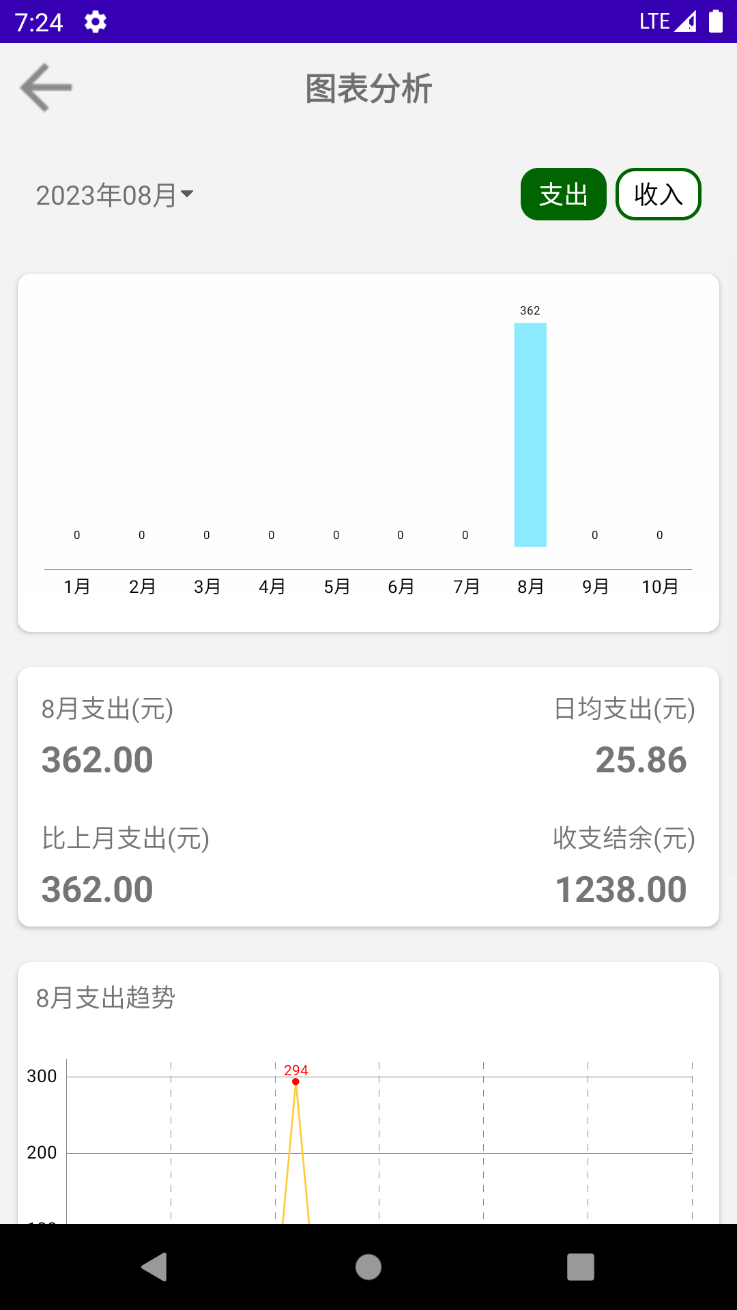 7:24 LTE
图表分析
2023年08月 支出 收入
362
0 0 0 0 0 0 0 0 0
1月 2月 3月 4月 5月 6月 7月 8月 9月 10月
8月支出(元) 日均支出(元)
362.00 25.86
比上月支出(元) 收支结余(元)
362.00 1238.00
8月支出趋势
294
300
200